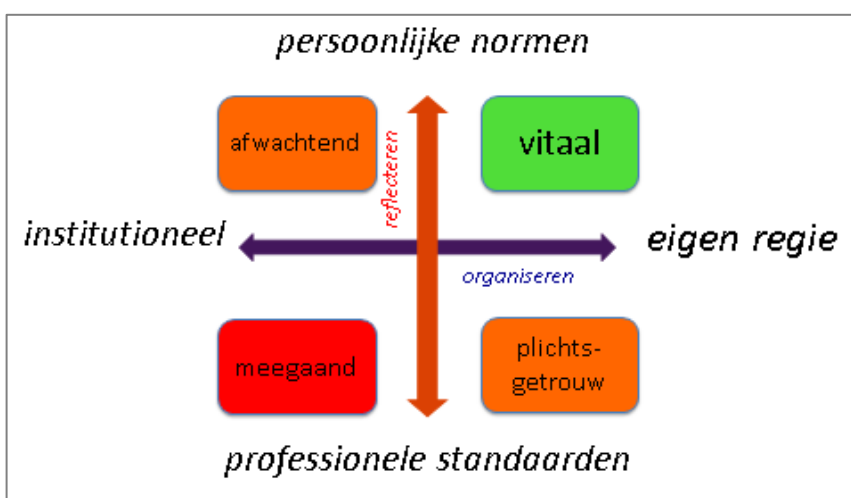 persoonlijke normen
afwachtend
reflecteren
vitaal
institutioneel
eigen regie
organiseren
meegaand
plichts-
getrouw
professionele standaarden